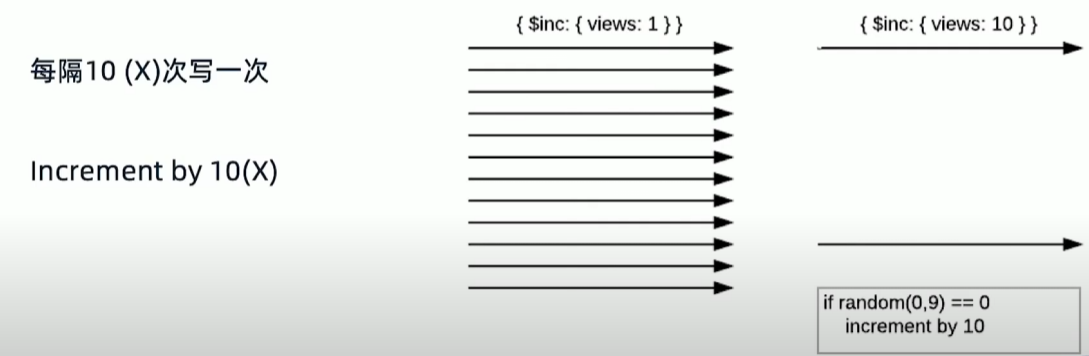 每隔10 (X)次写一次
Increment by 10(X)
{ $inc: { views: 1 } }
{ $inc: { views: 10 } }
if random(0,9) == 0
increment by 10